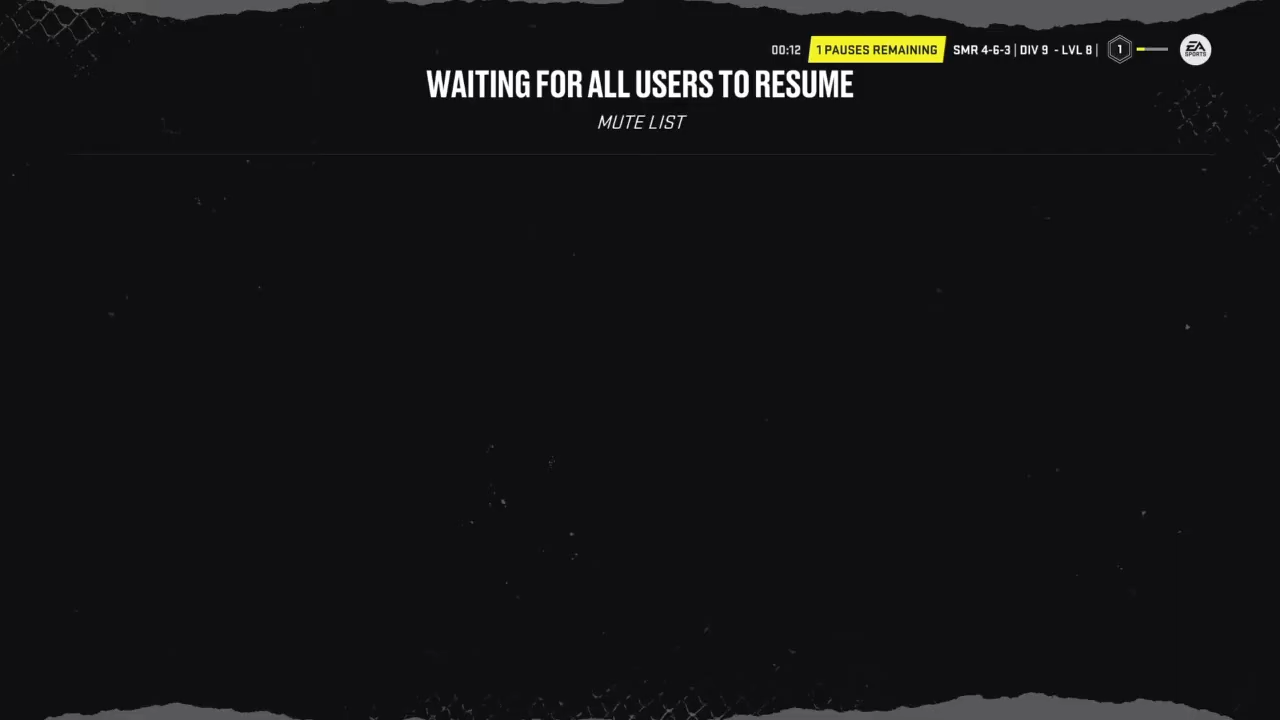 00:12 1 PAUSES REMAINING SMR 4-6-3 | DIV 9 - LVL 8 | 1 EA SPORTS
WAITING FOR ALL USERS TO RESUME
MUTE LIST